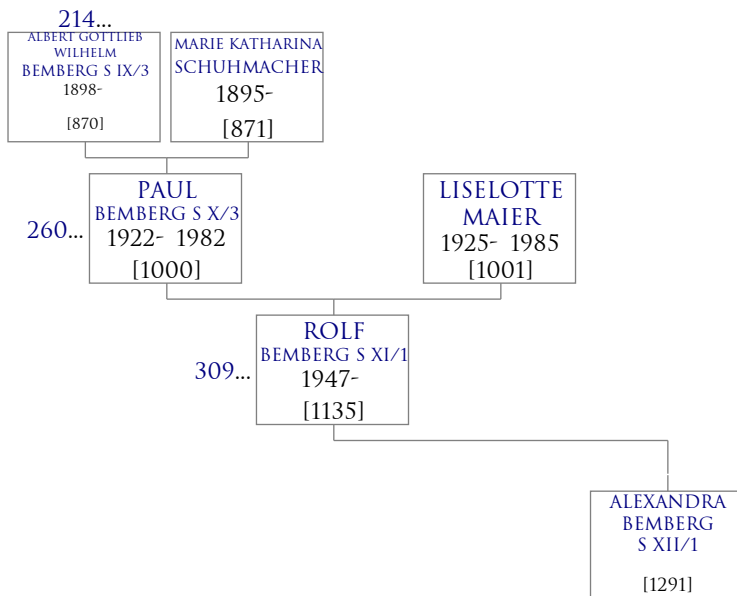 214...
ALBERT GOTTLIEB
WILHELM
BEMBERG S IX/3
1898-
[870]
MARIE KATHARINA
SCHUHMACHER
1895-
[871]
260...
PAUL
BEMBERG S X/3
1922- 1982
[1000]
LISELOTTE
MAIER
1925- 1985
[1001]
309...
ROLF
BEMBERG S XI/1
1947-
[1135]
ALEXANDRA
BEMBERG
S XII/1
[1291]